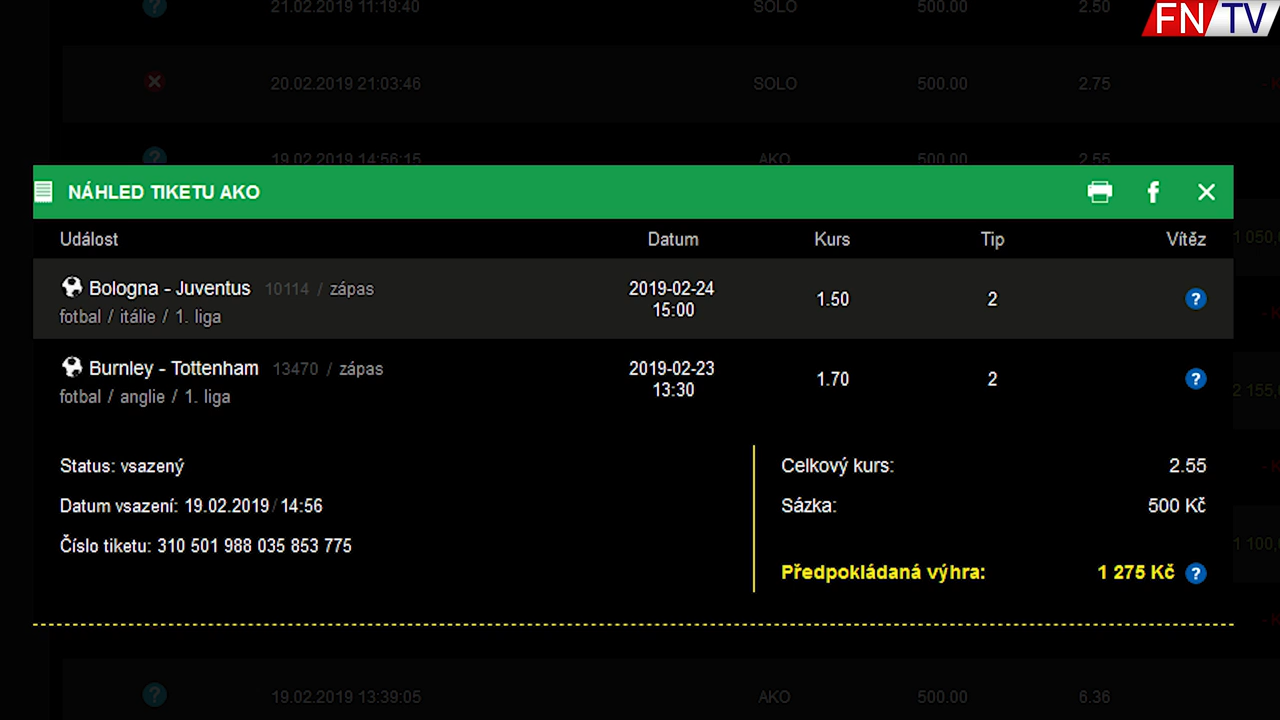 21.02.2019 11:19:40 SOLO 500.00 2.50
FN TV
20.02.2019 21:03:46 SOLO 500.00 2.75
19.02.2019 14:56:15 AKO 500.00 2.55
NÁHLED TIKETU AKO
Událost Datum Kurs Tip Vítěz
Bologna - Juventus 10114 / zápas
fotbal / itálie / 1. liga
2019-02-24
15:00
1.50 2
Burnley - Tottenham 13470 / zápas
fotbal / anglie / 1. liga
2019-02-23
13:30
1.70 2
Status: vsazený
Datum vsazení: 19.02.2019 / 14:56
Číslo tiketu: 310 501 988 035 853 775
Celkový kurs: 2.55
Sázka: 500 Kč
Předpokládaná výhra: 1 275 Kč
19.02.2019 13:39:05 AKO 500.00 6.36